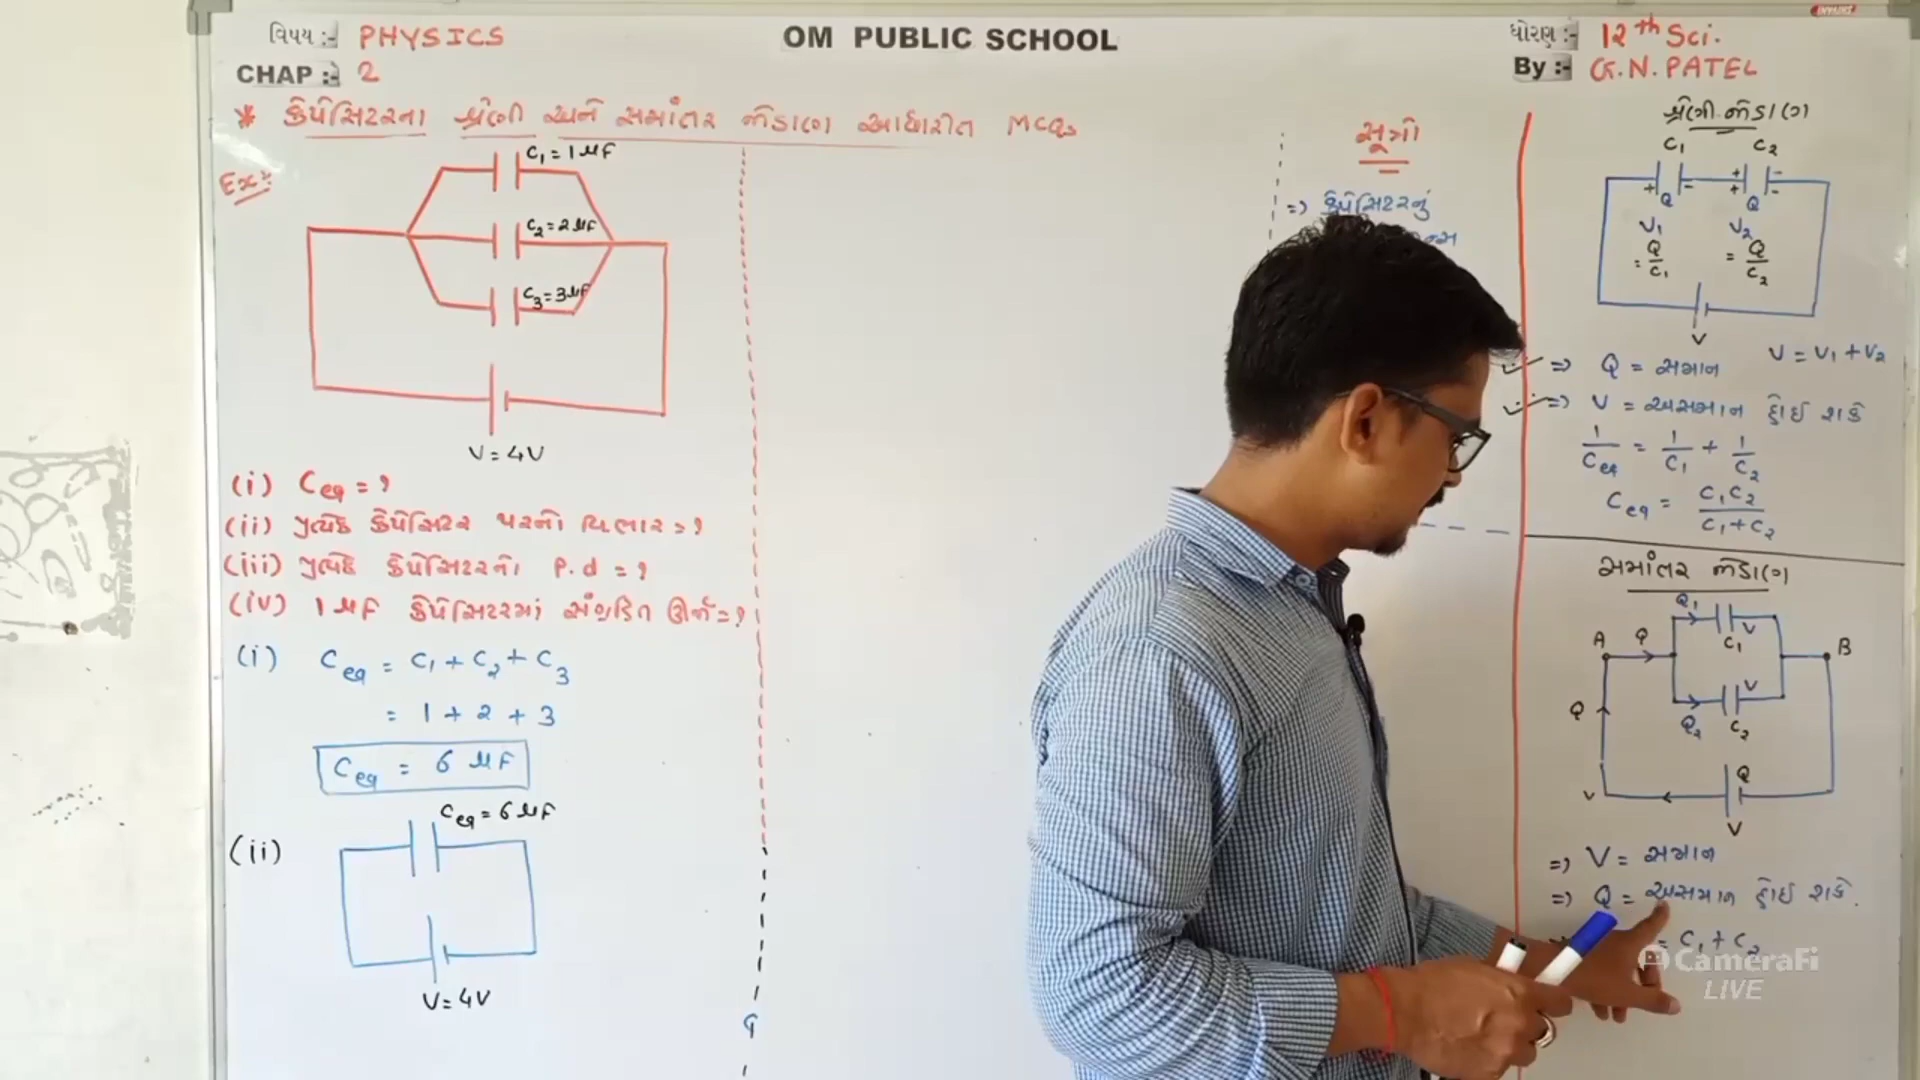 વિષય :- PHYSICS
OM PUBLIC SCHOOL
ધોરણ :- 12th Sci.
CHAP :- 2
By :- G.N.PATEL
* કેપેસિટરના શ્રેણી અને સમાંતર જોડાણ આધારીત MCQs
Ex:-
C₁ = 1 μF
C₂ = 2 μF
C₃ = 3 μF
V = 4V
(i) Ceq = ?
(ii) પ્રત્યેક કેપેસિટર પરનો વિજભાર = ?
(iii) પ્રત્યેક કેપેસિટરનો P.d = ?
(iv) 1 μF કેપેસિટરમાં સંગ્રહિત ઊર્જા = ?
(i) Ceq = C₁ + C₂ + C₃
= 1 + 2 + 3
Ceq = 6 μF
(ii)
Ceq = 6 μF
V = 4V
સૂત્રો
=> કેપેસિટરનું
શ્રેણી જોડાણ
C₁ C₂
+ - + -
+ -
Q Q
V₁ V₂
= Q/C₁ = Q/C₂
V
V = V₁ + V₂
=> Q = સમાન
=> V = અસમાન હોઈ શકે
1/Ceq = 1/C₁ + 1/C₂
Ceq = C₁C₂/C₁+C₂
સમાંતર જોડાણ
Q₁ V
C₁
A Q B
V
Q Q₂ C₂
Q
V
V
=> V = સમાન
=> Q = અસમાન હોઈ શકે.
= C₁ + C₂
CameraFi
LIVE